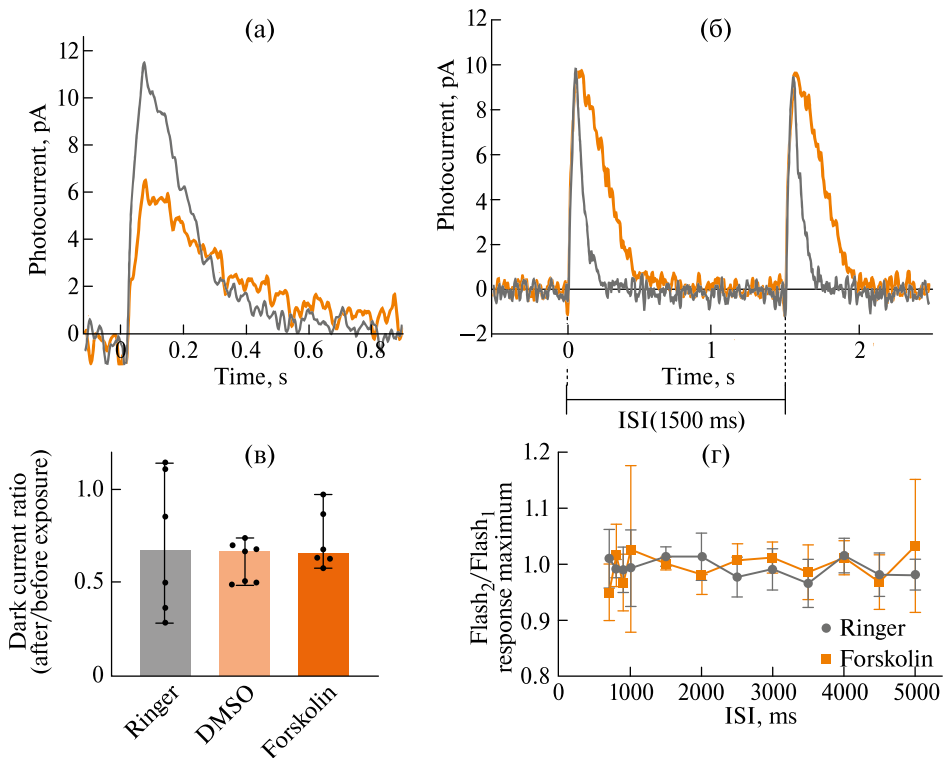 (а)
Photocurrent, pA
12
10
8
6
4
2
0
0
0.2
0.4
0.6
0.8
Time, s
(б)
Photocurrent, pA
12
10
8
6
4
2
0
–2
0
1
2
Time, s
ISI(1500 ms)
(в)
Dark current ratio
(after/before exposure)
1.0
0.5
0
Ringer
DMSO
Forskolin
(г)
Flash2/Flash1
response maximum
1.2
1.1
1.0
0.9
0.8
0
1000
2000
3000
4000
5000
ISI, ms
Ringer
Forskolin